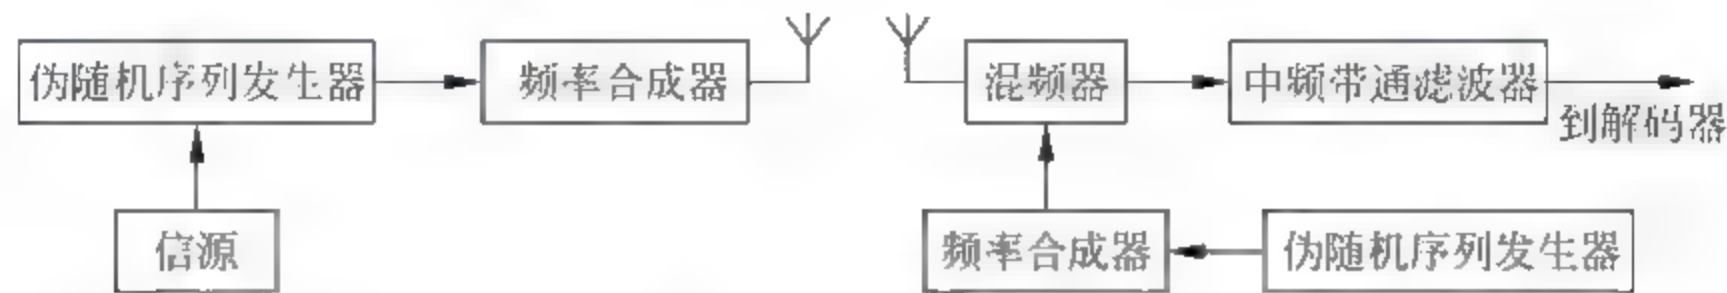 伪随机序列发生器
频率合成器
混频器
中频带通滤波器
到解码器
信源
频率合成器
伪随机序列发生器